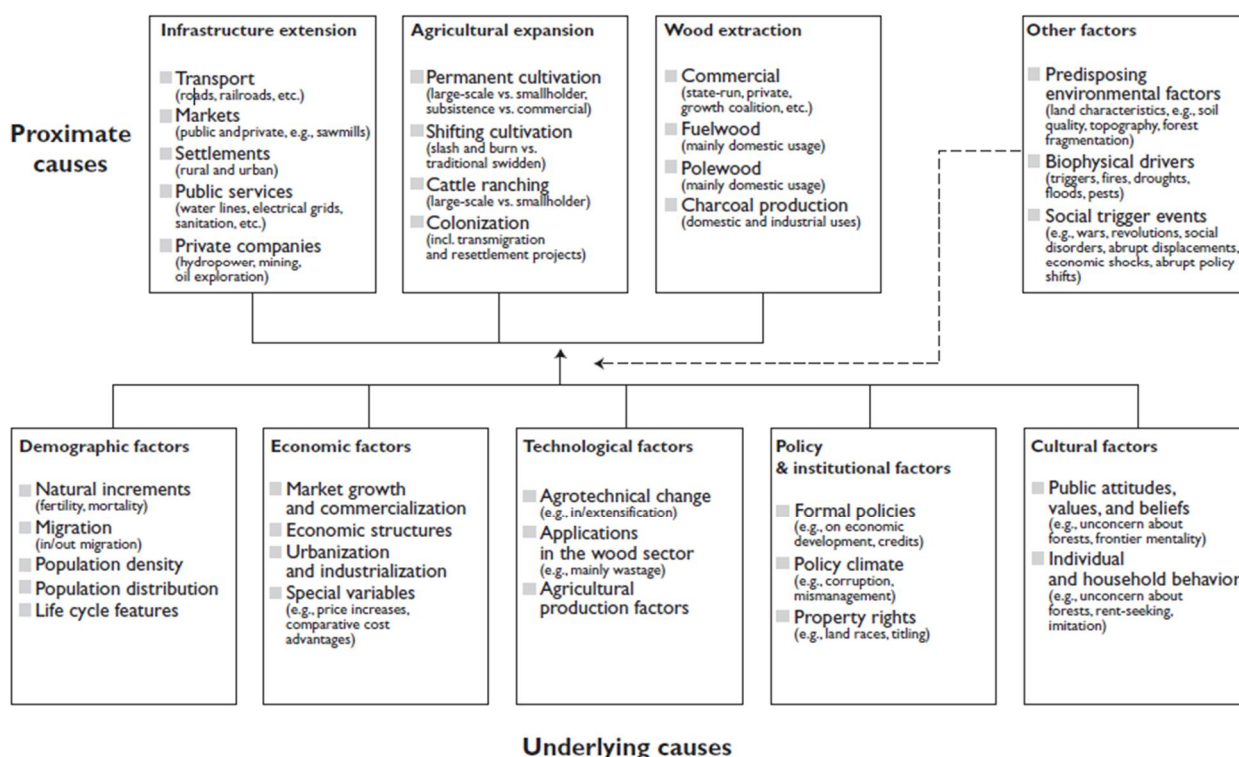 Proximate
causes
Infrastructure extension
Transport
(roads, railroads, etc.)
Markets
(public and private, e.g., sawmills)
Settlements
(rural and urban)
Public services
(water lines, electrical grids,
sanitation, etc.)
Private companies
(hydropower, mining,
oil exploration)
Agricultural expansion
Permanent cultivation
(large-scale vs. smallholder,
subsistence vs. commercial)
Shifting cultivation
(slash and burn vs.
traditional swidden)
Cattle ranching
(large-scale vs. smallholder)
Colonization
(incl. transmigration
and resettlement projects)
Wood extraction
Commercial
(state-run, private,
growth coalition, etc.)
Fuelwood
(mainly domestic usage)
Polewood
(mainly domestic usage)
Charcoal production
(domestic and industrial uses)
Other factors
Predisposing
environmental factors
(land characteristics, e.g., soil
quality, topography, forest
fragmentation)
Biophysical drivers
(triggers, fires, droughts,
floods, pests)
Social trigger events
(e.g., wars, revolutions, social
disorders, abrupt displacements,
economic shocks, abrupt policy
shifts)
Demographic factors
Natural increments
(fertility, mortality)
Migration
(in/out migration)
Population density
Population distribution
Life cycle features
Economic factors
Market growth
and commercialization
Economic structures
Urbanization
and industrialization
Special variables
(e.g., price increases,
comparative cost
advantages)
Technological factors
Agrotechnical change
(e.g., in/extensification)
Applications
in the wood sector
(e.g., mainly wastage)
Agricultural
production factors
Policy
& institutional factors
Formal policies
(e.g., on economic
development, credits)
Policy climate
(e.g., corruption,
mismanagement)
Property rights
(e.g., land races, titling)
Cultural factors
Public attitudes,
values, and beliefs
(e.g., unconcern about
forests, frontier mentality)
Individual
and household behavior
(e.g., unconcern about
forests, rent-seeking,
imitation)
Underlying causes